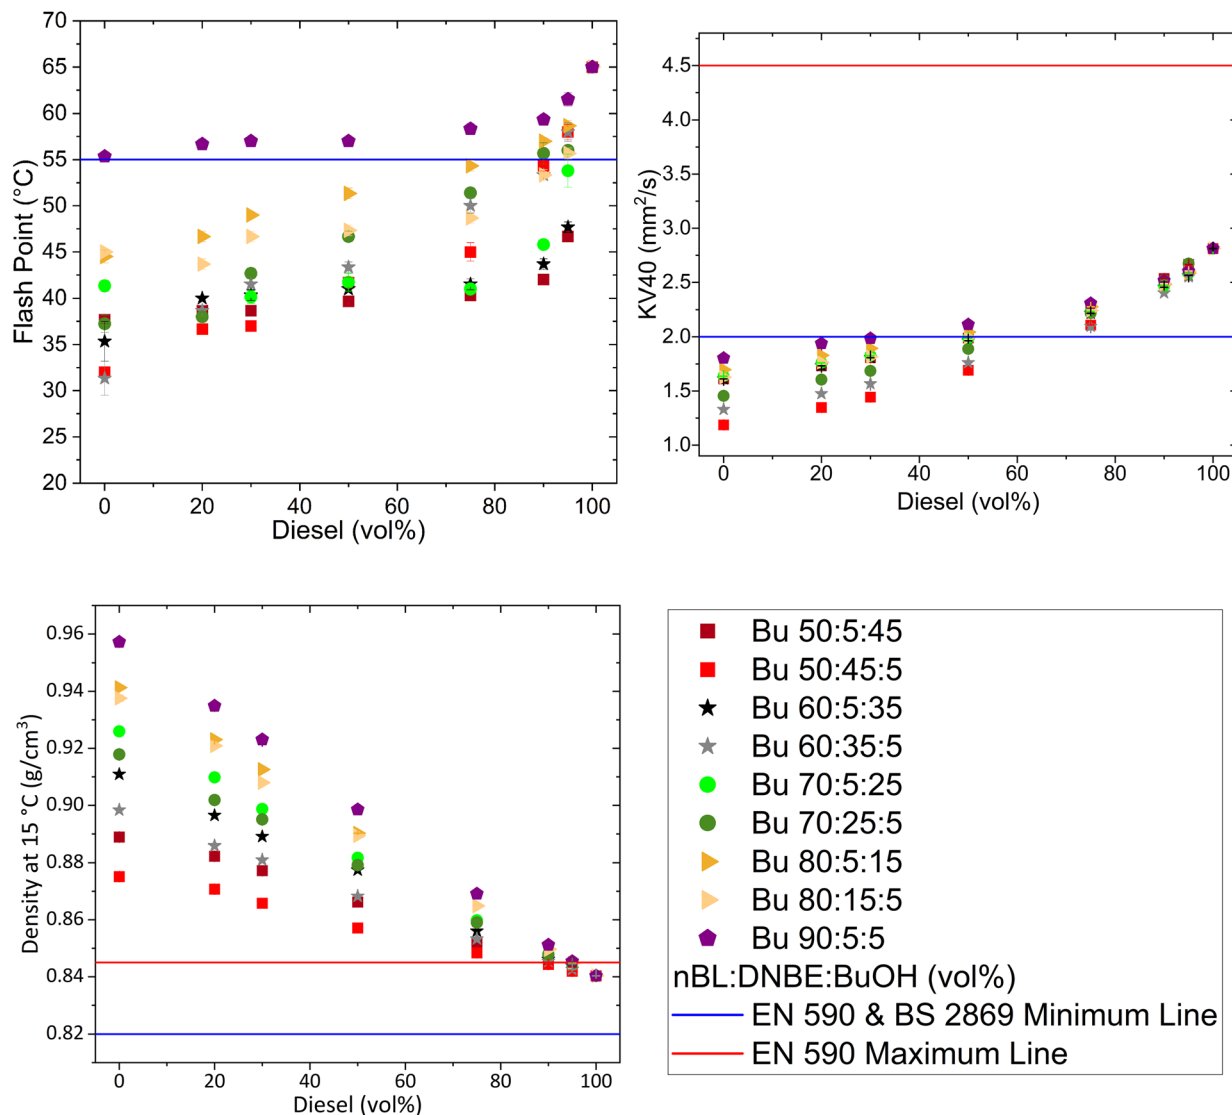 70
65
60
55
50
45
40
35
30
25
20
Flash Point (°C)
0 20 40 60 80 100
Diesel (vol%)
4.5
4.0
3.5
3.0
2.5
2.0
1.5
1.0
KV40 (mm²/s)
0 20 40 60 80 100
Diesel (vol%)
0.96
0.94
0.92
0.90
0.88
0.86
0.84
0.82
Density at 15 °C (g/cm³)
0 20 40 60 80 100
Diesel (vol%)
Bu 50:5:45
Bu 50:45:5
Bu 60:5:35
Bu 60:35:5
Bu 70:5:25
Bu 70:25:5
Bu 80:5:15
Bu 80:15:5
Bu 90:5:5
nBL:DNBE:BuOH (vol%)
EN 590 & BS 2869 Minimum Line
EN 590 Maximum Line